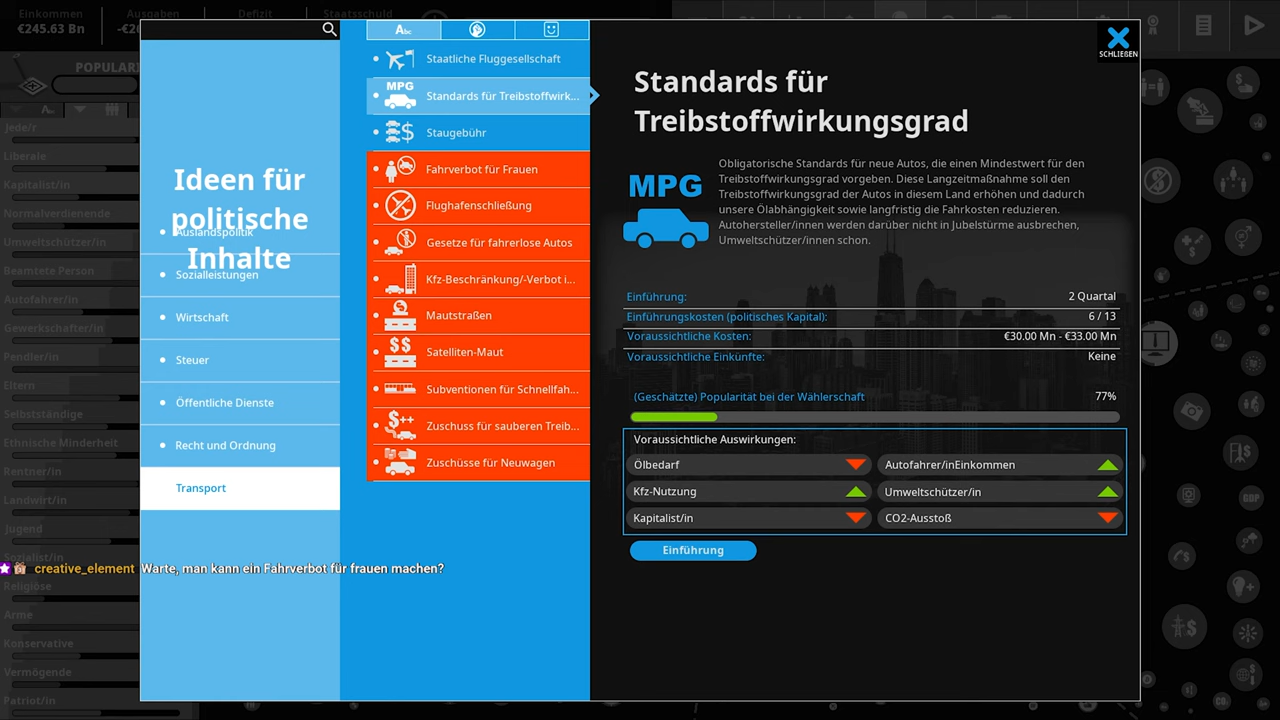 Einkommen
€245.63 Bn
Ausgaben
-€26
Defizit
Staatsschuld
POPULARI
Jede/r
Liberale
Kapitalist/in
Normalverdienende
Umweltschützer/in
Beamtete Person
Autofahrer/in
Gewerkschafter/in
Pendler/in
Eltern
Selbstständige
Ethnische Minderheit
Rentner/in
Landwirt/in
Jugend
Sozialist/in
Religiöse
Arme
Konservative
Vermögende
Patriot/in
Ideen für
politische
Inhalte
Auslandspolitik
Sozialleistungen
Wirtschaft
Steuer
Öffentliche Dienste
Recht und Ordnung
Transport
Abc
Staatliche Fluggesellschaft
MPG
Standards für Treibstoffwirk...
Staugebühr
Fahrverbot für Frauen
Flughafenschließung
Gesetze für fahrerlose Autos
Kfz-Beschränkung/-Verbot i...
Mautstraßen
Satelliten-Maut
Subventionen für Schnellfah...
Zuschuss für sauberen Treib...
Zuschüsse für Neuwagen
SCHLIEßEN
Standards für
Treibstoffwirkungsgrad
MPG
Obligatorische Standards für neue Autos, die einen Mindestwert für den
Treibstoffwirkungsgrad vorgeben. Diese Langzeitmaßnahme soll den
Treibstoffwirkungsgrad der Autos in diesem Land erhöhen und dadurch
unsere Ölabhängigkeit sowie langfristig die Fahrkosten reduzieren.
Autohersteller/innen werden darüber nicht in Jubelstürme ausbrechen,
Umweltschützer/innen schon.
Einführung: 2 Quartal
Einführungskosten (politisches Kapital): 6 / 13
Voraussichtliche Kosten: €30.00 Mn - €33.00 Mn
Voraussichtliche Einkünfte: Keine
(Geschätzte) Popularität bei der Wählerschaft 77%
Voraussichtliche Auswirkungen:
Ölbedarf Autofahrer/inEinkommen
Kfz-Nutzung Umweltschützer/in
Kapitalist/in CO2-Ausstoß
Einführung
creative_element Warte, man kann ein Fahrverbot für frauen machen?
GDP